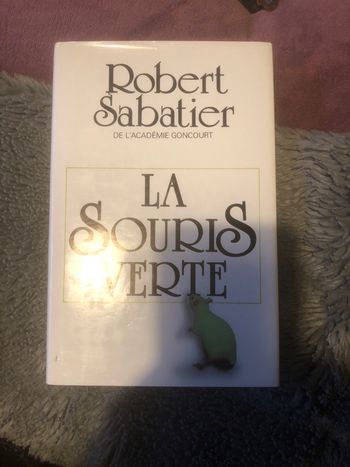 Robert
Sabatier
DE L'ACADÉMIE GONCOURT
LA
SOURIS
VERTE